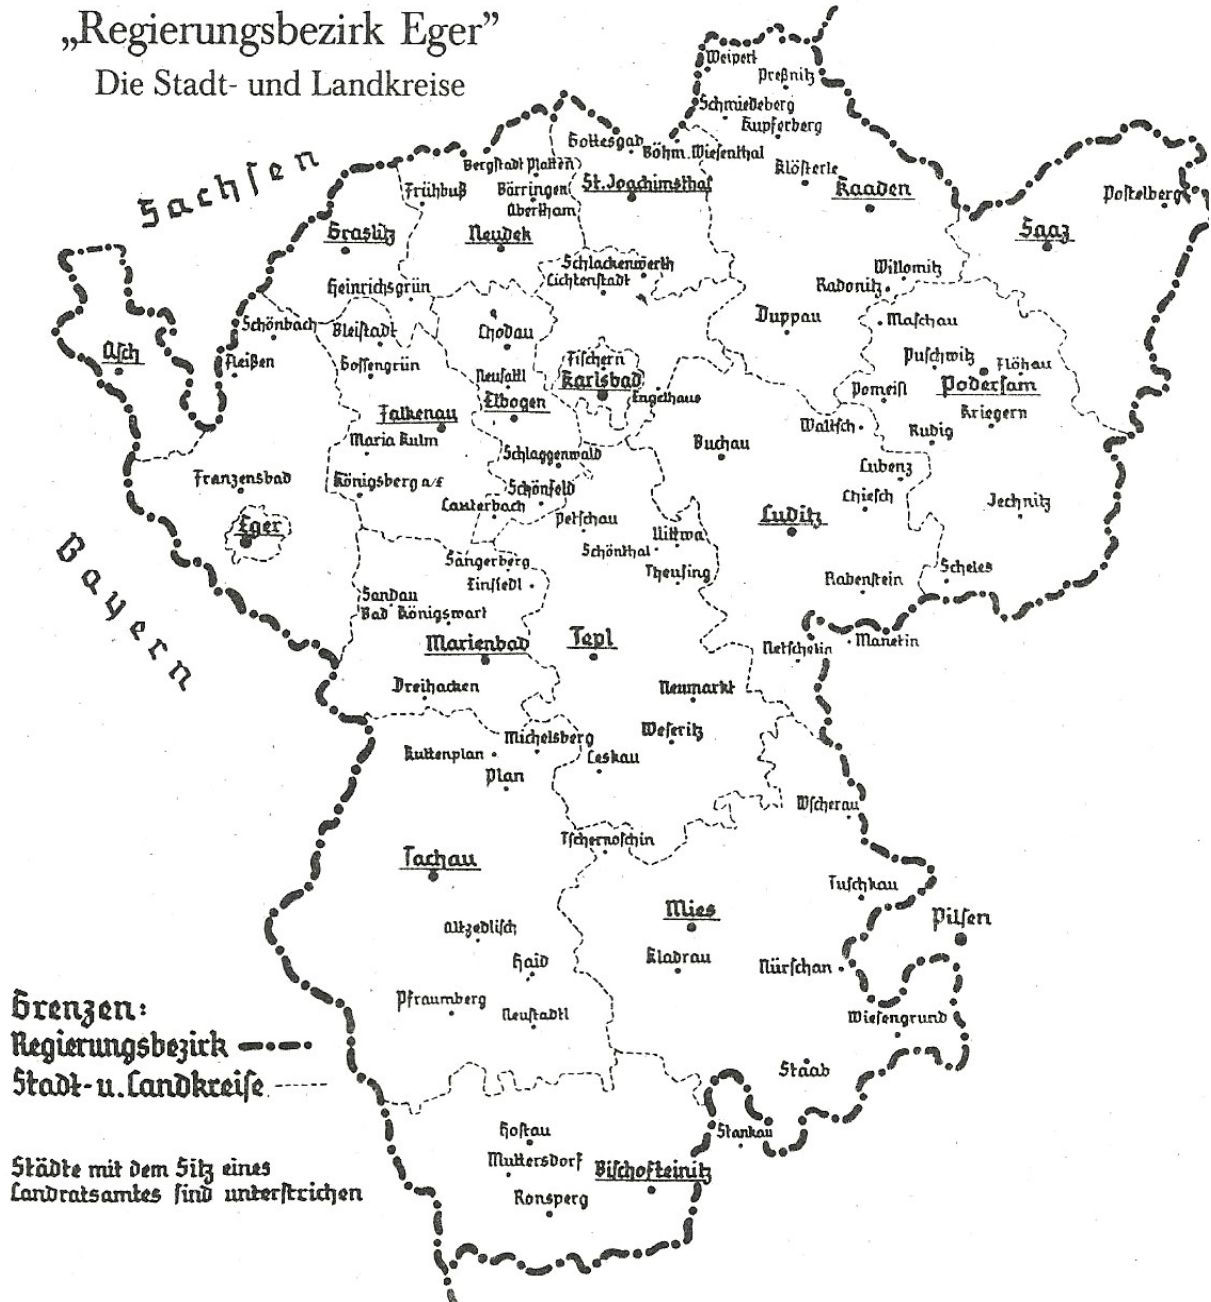 „Regierungsbezirk Eger”
Die Stadt- und Landkreise
Sachsen
Bayern
Weipert
Preßnitz
Schmiedeberg
Kupferberg
Gottesgab
Böhm. Wiesenthal
Klösterle
Kaaden
Postelberg
Saaz
Bergstadt Platten
Frühbuß
Bärringen
Abertham
St. Joachimsthal
Graslitz
Neudek
Schlackenwerth
Lichtenstadt
Willomitz
Radonitz
Heinrichsgrün
Schönbach
Bleistadt
Chodau
Duppau
Maschau
Asch
Fleißen
Gossengrün
Fischern
Karlsbad
Puschwitz
Flöhau
Podersam
Neusattl
Elbogen
Engelhaus
Pomeisl
Kriegern
Falkenau
Waltsch
Rudig
Maria Kulm
Buchau
Schlaggenwald
Lubenz
Franzensbad
Königsberg a/E
Schönfeld
Chiesch
Jechnitz
Lauterbach
Petschau
Luditz
Eger
Schönthal
Uittwa
Sangerberg
Einsiedl
Theusing
Rabenstein
Scheles
Sandau
Bad Königswart
Marienbad
Tepl
Netschetin
Manetin
Dreihacken
Neumarkt
Michelsberg
Weseritz
Kuttenplan
Leskau
Plan
Wscherau
Tschernoschin
Tachau
Tuschkau
Mies
Pilsen
Altzedlisch
Haid
Kladrau
Nürschan
Pfraumberg
Neustadtl
Wiesengrund
Staab
Hostau
Stankau
Muttersdorf
Bischofteinitz
Ronsperg
Grenzen:
Regierungsbezirk
Stadt- u. Landkreise
Städte mit dem Sitz eines
Landratsamtes sind unterstrichen